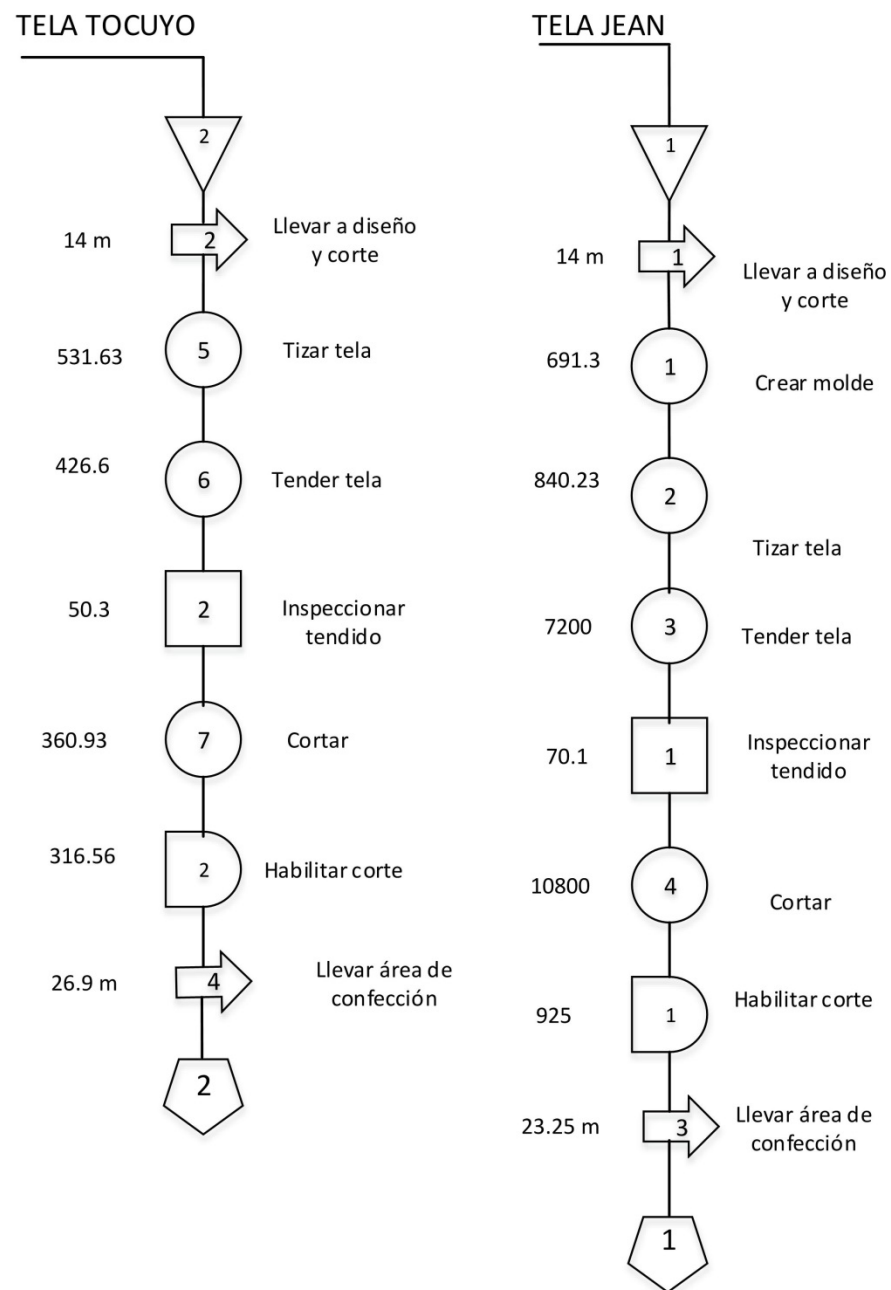 TELA TOCUYO
2
14 m
2
Llevar a diseño
y corte
531.63
5
Tizar tela
426.6
6
Tender tela
50.3
2
Inspeccionar
tendido
360.93
7
Cortar
316.56
2
Habilitar corte
26.9 m
4
Llevar área de
confección
2
TELA JEAN
1
14 m
1
Llevar a diseño
y corte
691.3
1
Crear molde
840.23
2
Tizar tela
7200
3
Tender tela
70.1
1
Inspeccionar
tendido
10800
4
Cortar
925
1
Habilitar corte
23.25 m
3
Llevar área de
confección
1